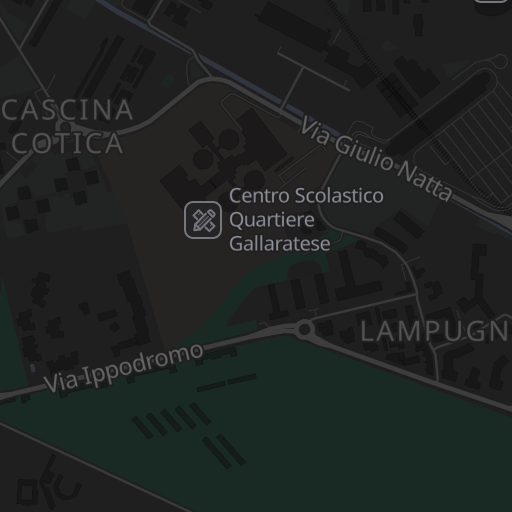 CASCINA
COTICA
Via Giulio Natta
Centro Scolastico
Quartiere
Gallaratese
LAMPUGN
Via Ippodromo